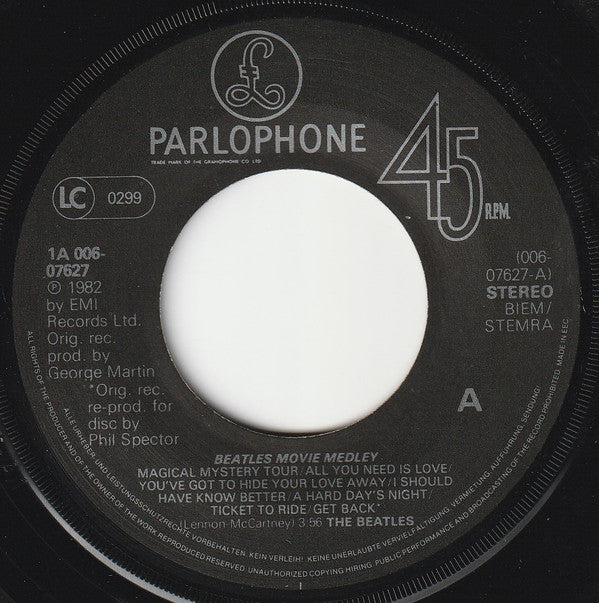 £
PARLOPHONE
TRADE MARK OF THE GRAMOPHONE CO LTD
45
R.P.M.
LC 0299
1A 006-
07627
℗ 1982
by EMI
Records Ltd.
Orig. rec.
prod. by
George Martin
*Orig. rec.
re-prod. for
disc by
Phil Spector
(006-
07627-A)
STEREO
BIEM/
STEMRA
A
BEATLES MOVIE MEDLEY
MAGICAL MYSTERY TOUR/ALL YOU NEED IS LOVE/
YOU'VE GOT TO HIDE YOUR LOVE AWAY/I SHOULD
HAVE KNOW BETTER/A HARD DAY'S NIGHT/
TICKET TO RIDE/GET BACK*
(Lennon-McCartney) 3:56 THE BEATLES
ALLE URHEBER- UND LEISTUNGSSCHUTZRECHTE VORBEHALTEN. KEIN VERLEIH! KEINE UNERLAUBTE VERVIELFÄLTIGUNG, VERMIETUNG, AUFFÜHRUNG, SENDUNG!
ALL RIGHTS OF THE PRODUCER AND OF THE OWNER OF THE WORK REPRODUCED RESERVED. UNAUTHORIZED COPYING HIRING, PUBLIC PERFORMANCE AND BROADCASTING OF THE RECORD PROHIBITED. MADE IN EEC